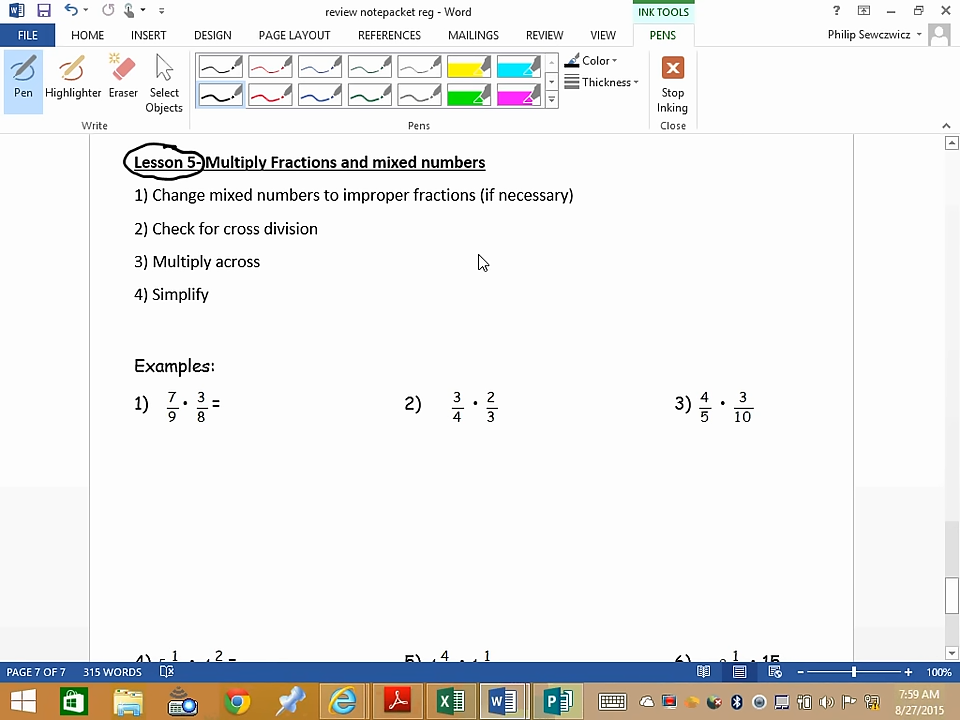 review notepacket reg - Word
INK TOOLS
?
FILE HOME INSERT DESIGN PAGE LAYOUT REFERENCES MAILINGS REVIEW VIEW PENS Philip Sewczwicz
Pen Highlighter Eraser Select Objects
Color
Thickness
Stop Inking
Write Pens Close
Lesson 5- Multiply Fractions and mixed numbers
1) Change mixed numbers to improper fractions (if necessary)
2) Check for cross division
3) Multiply across
4) Simplify
Examples:
1) 7/9 • 3/8 = 2) 3/4 • 2/3 3) 4/5 • 3/10
PAGE 7 OF 7 315 WORDS 100%
7:59 AM
8/27/2015